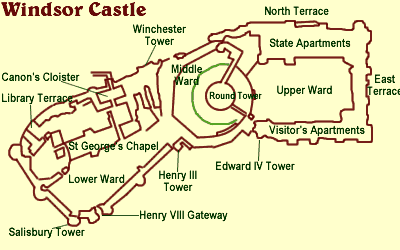 Windsor Castle
North Terrace
Winchester
Tower
State Apartments
Middle
Ward
Canon's Cloister
East
Terrace
Library Terrace
Round Tower
Upper Ward
Visitor's Apartments
St George's Chapel
Edward IV Tower
Henry III
Tower
Lower Ward
Henry VIII Gateway
Salisbury Tower